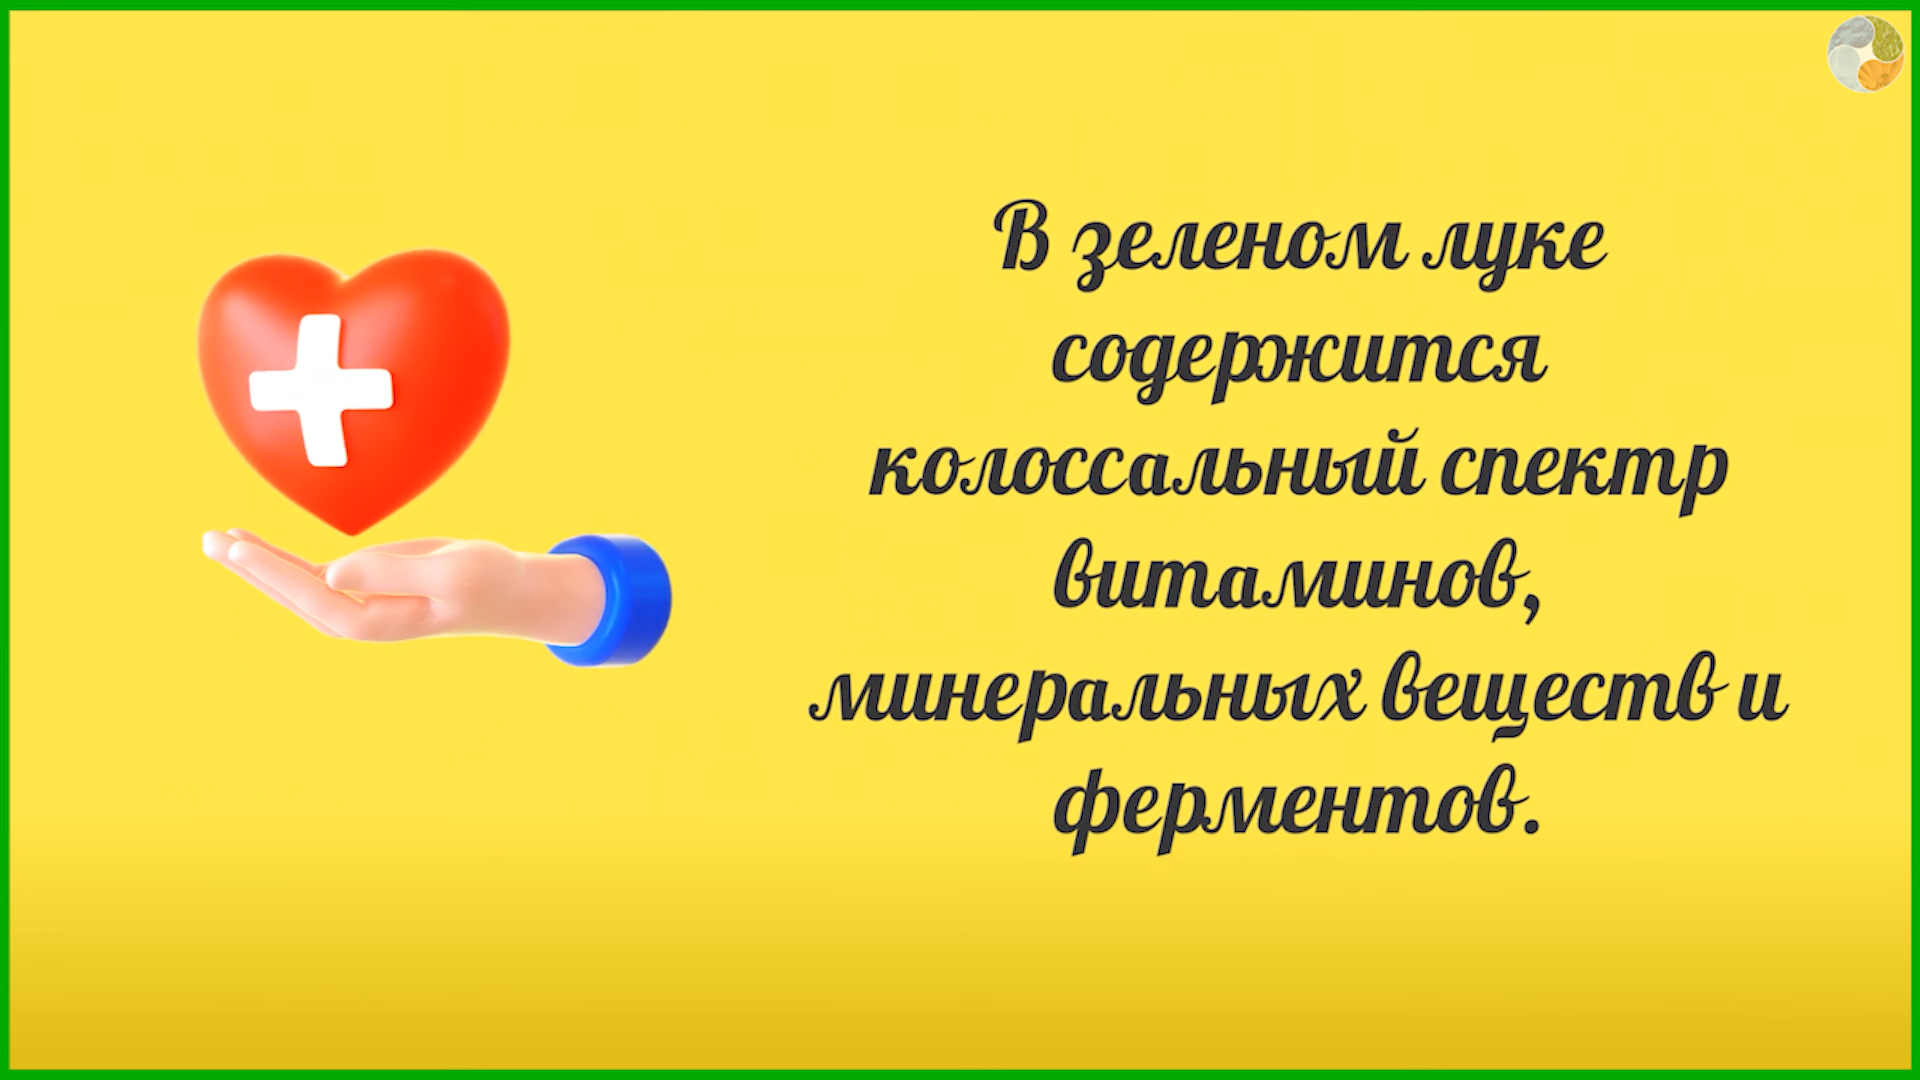 В зеленом луке
содержится
колоссальный спектр
витаминов,
минеральных веществ и
ферментов.